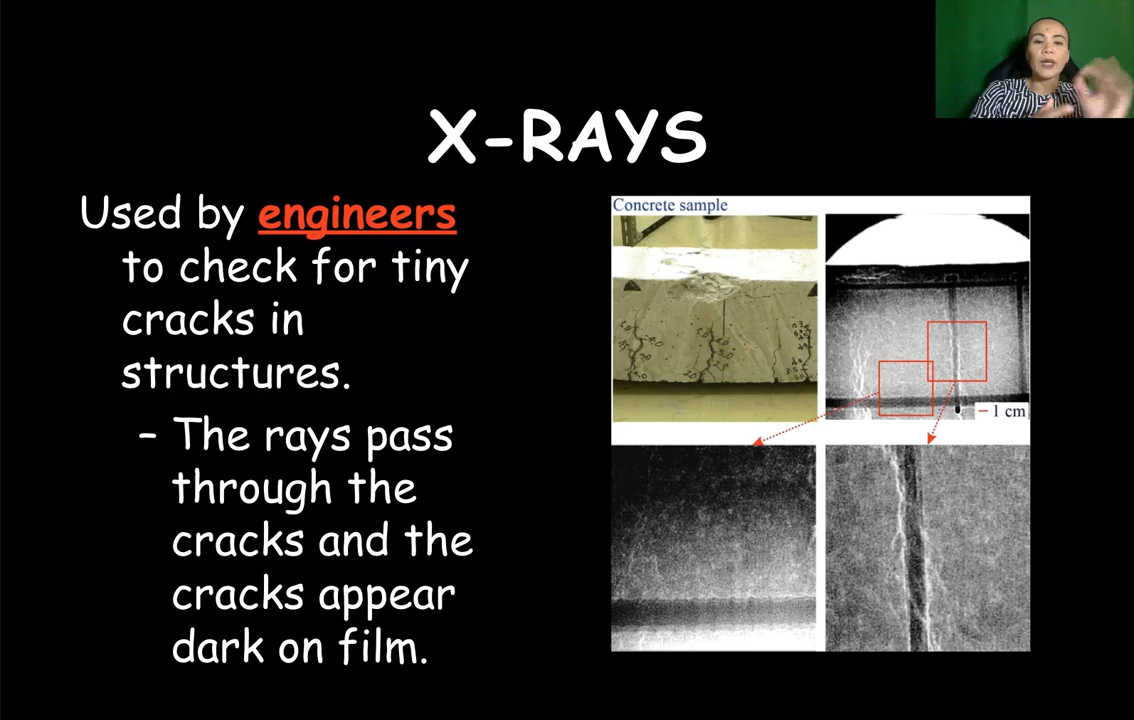 X-RAYS
Used by engineers
to check for tiny
cracks in
structures.
– The rays pass
through the
cracks and the
cracks appear
dark on film.
Concrete sample
– 1 cm